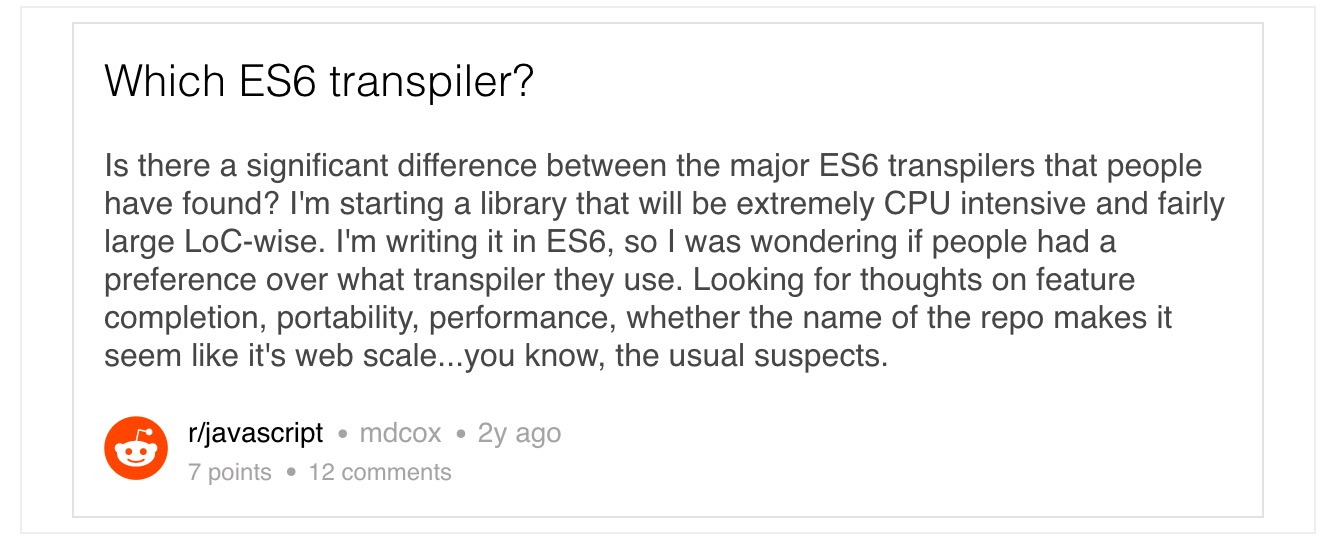 Which ES6 transpiler?
Is there a significant difference between the major ES6 transpilers that people
have found? I'm starting a library that will be extremely CPU intensive and fairly
large LoC-wise. I'm writing it in ES6, so I was wondering if people had a
preference over what transpiler they use. Looking for thoughts on feature
completion, portability, performance, whether the name of the repo makes it
seem like it's web scale...you know, the usual suspects.
r/javascript • mdcox • 2y ago
7 points • 12 comments